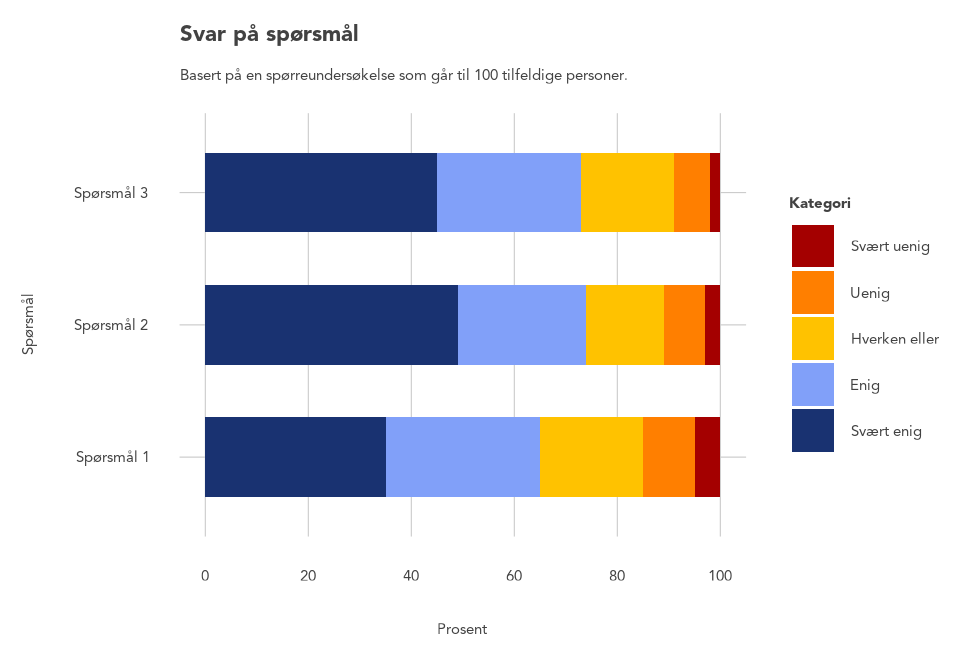 Svar på spørsmål
Basert på en spørreundersøkelse som går til 100 tilfeldige personer.
Spørsmål
Spørsmål 3
Spørsmål 2
Spørsmål 1
0 20 40 60 80 100
Prosent
Kategori
Svært uenig
Uenig
Hverken eller
Enig
Svært enig